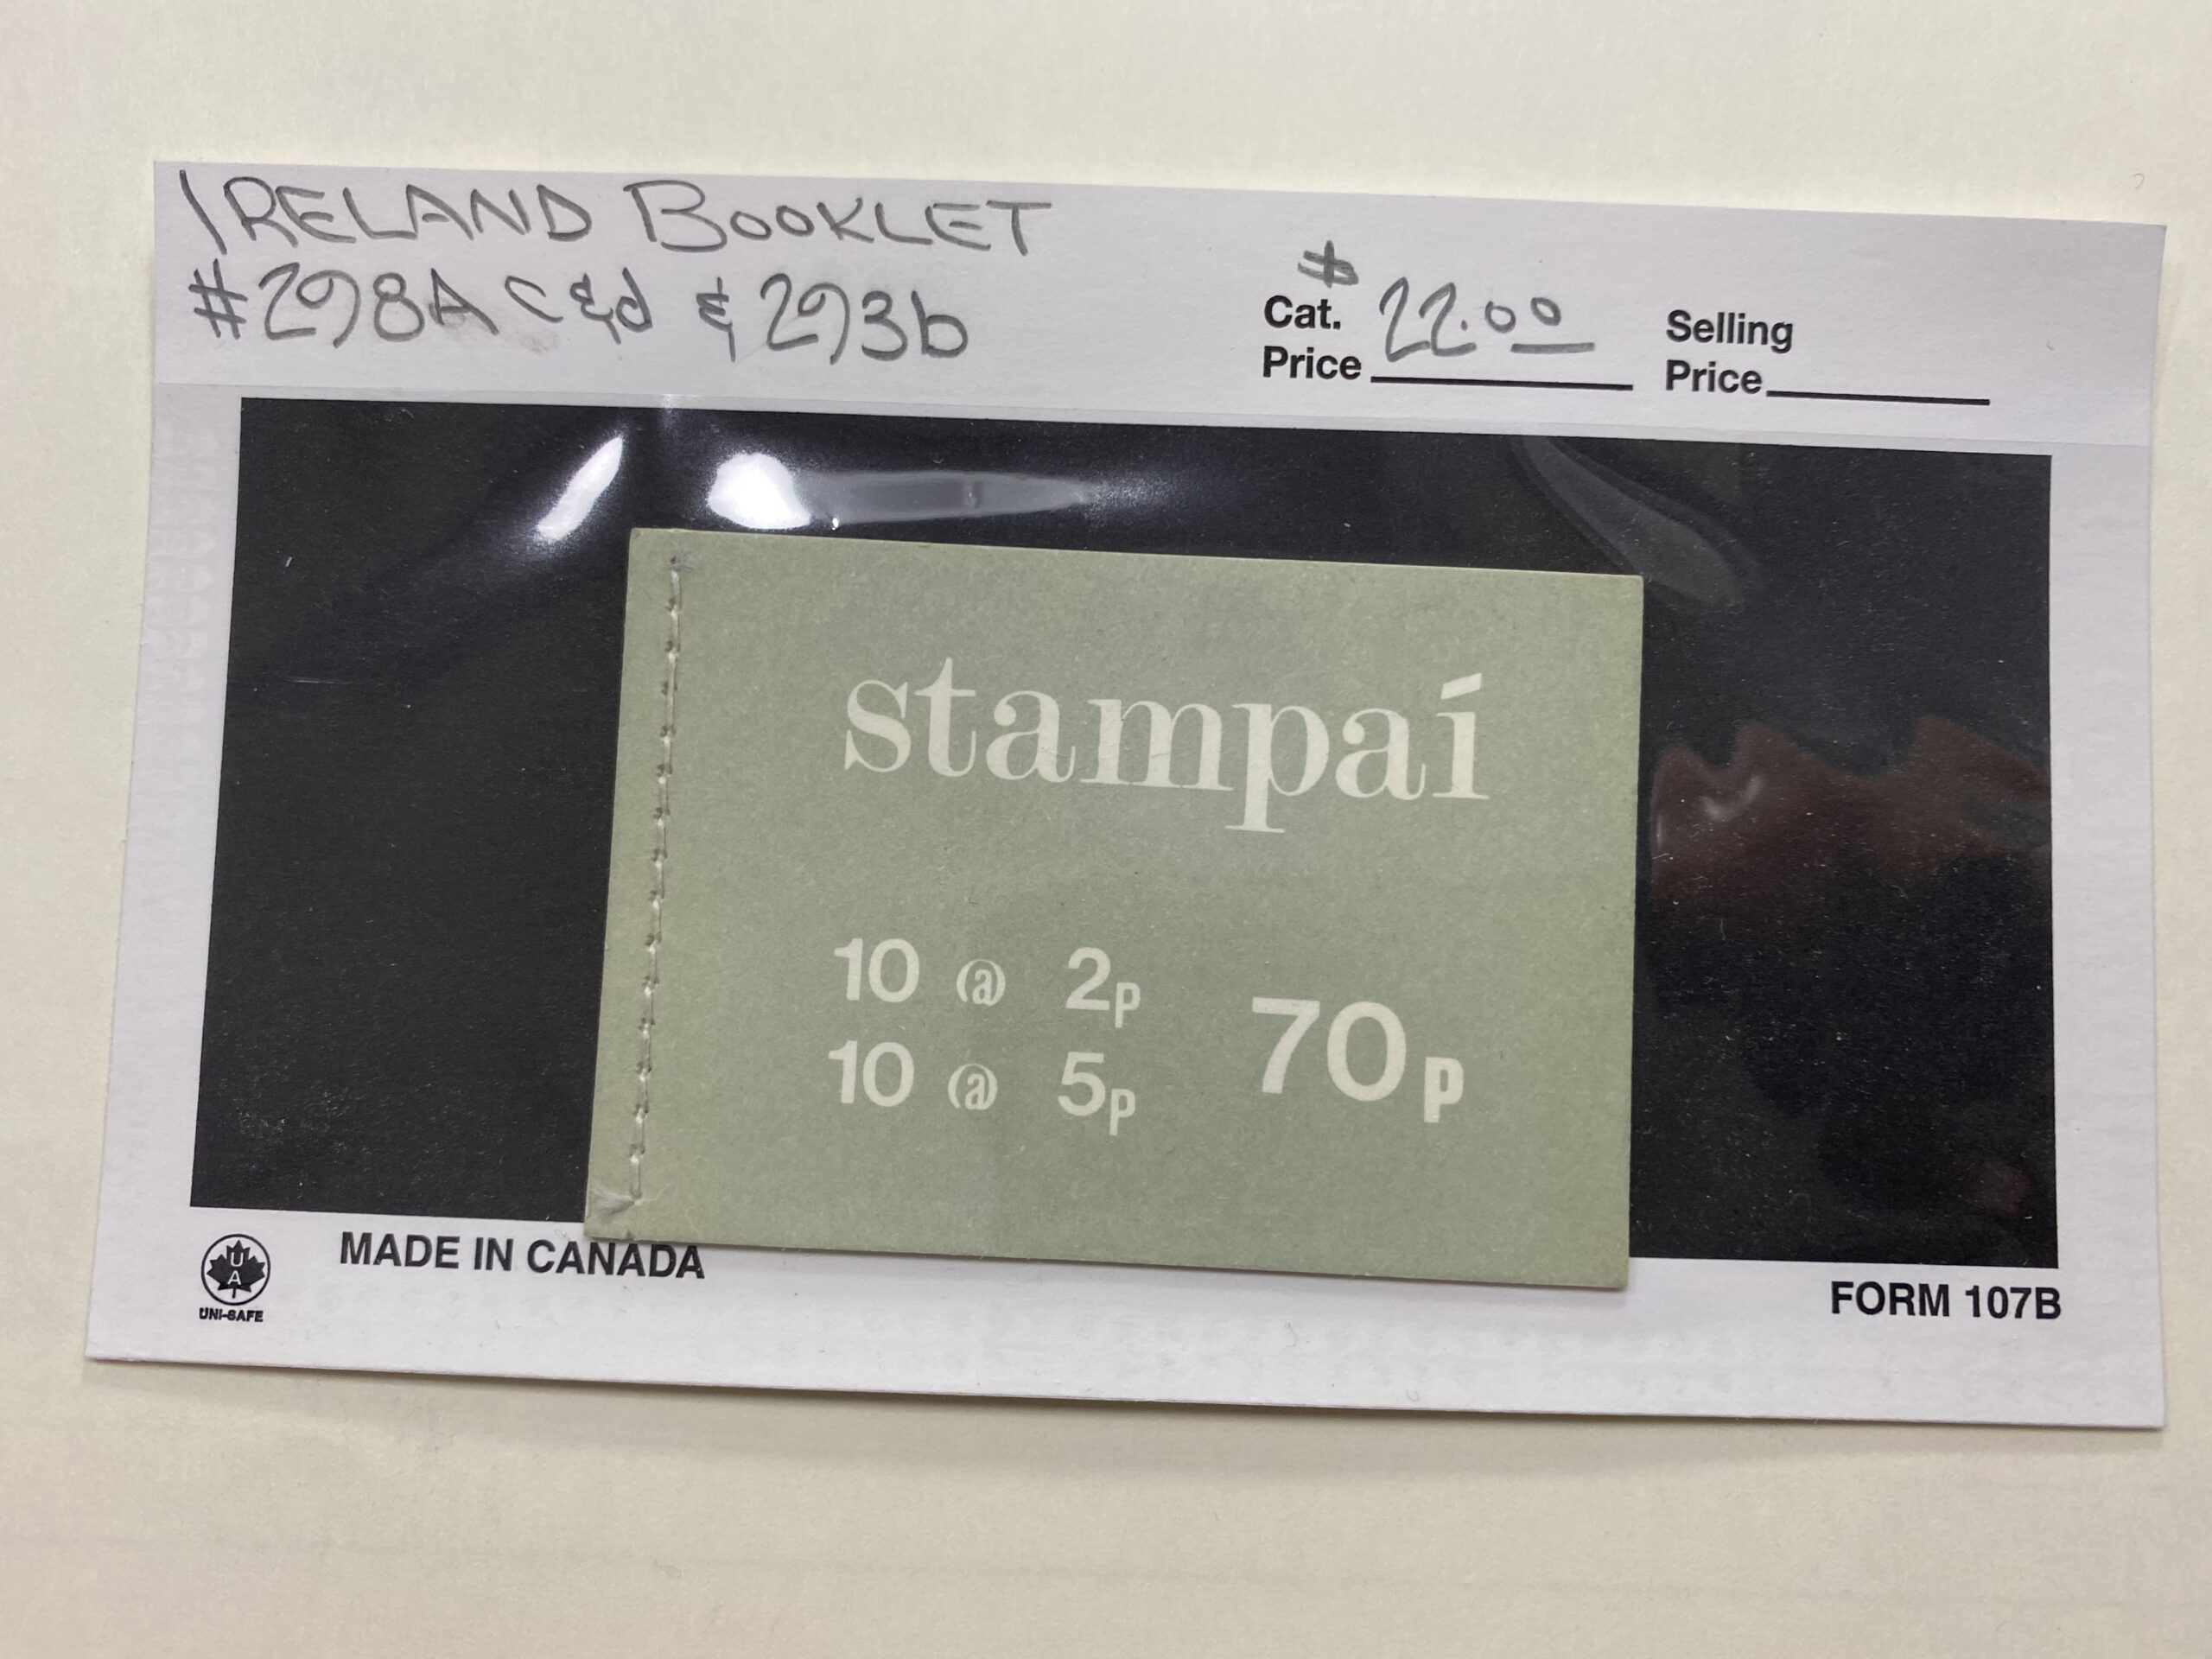 IRELAND BOOKLET
#298A c & d & 293b
$ 22.00
Cat.
Price
Selling
Price
stampaí
10 @ 2p
10 @ 5p
70p
MADE IN CANADA
U
A
UNI-SAFE
FORM 107B